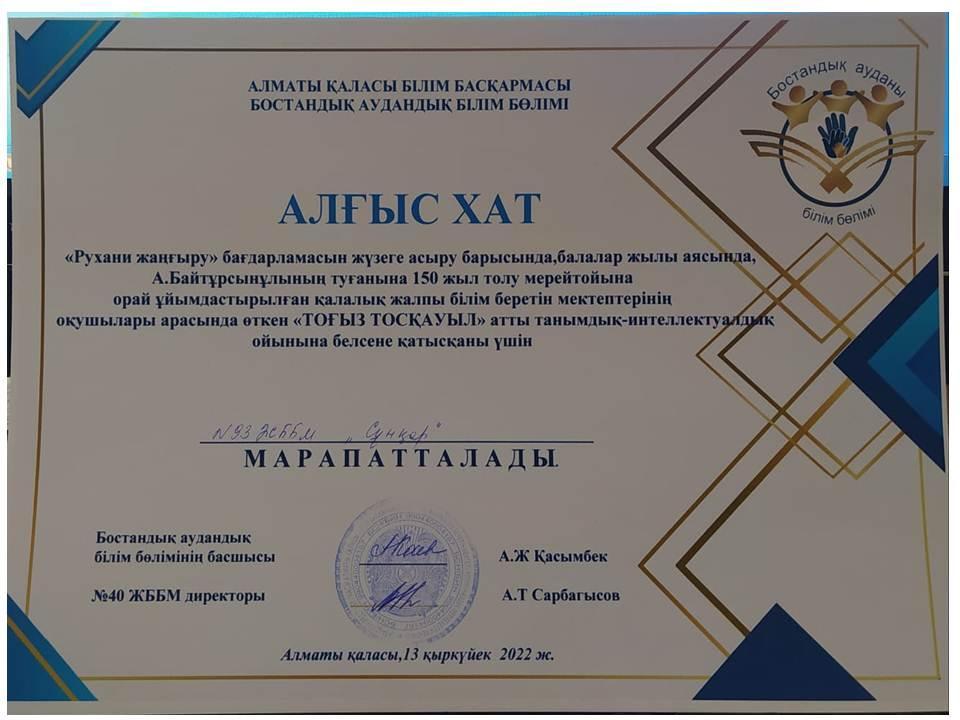 АЛМАТЫ ҚАЛАСЫ БІЛІМ БАСҚАРМАСЫ
БОСТАНДЫҚ АУДАНДЫҚ БІЛІМ БӨЛІМІ
Бостандық ауданы
білім бөлімі
АЛҒЫС ХАТ
«Рухани жаңғыру» бағдарламасын жүзеге асыру барысында,балалар жылы аясында,
А.Байтұрсынұлының туғанына 150 жыл толу мерейтойына
орай ұйымдастырылған қалалық жалпы білім беретін мектептерінің
оқушылары арасында өткен «ТОҒЫЗ ТОСҚАУЫЛ» атты танымдық-интеллектуалдық
ойынына белсене қатысқаны үшін
№93 ЖББМ „Сұңқар"
МАРАПАТТАЛАДЫ
Бостандық аудандық
білім бөлімінің басшысы А.Ж Қасымбек
№40 ЖББМ директоры А.Т Сарбагысов
Алматы қаласы,13 қыркүйек 2022 ж.